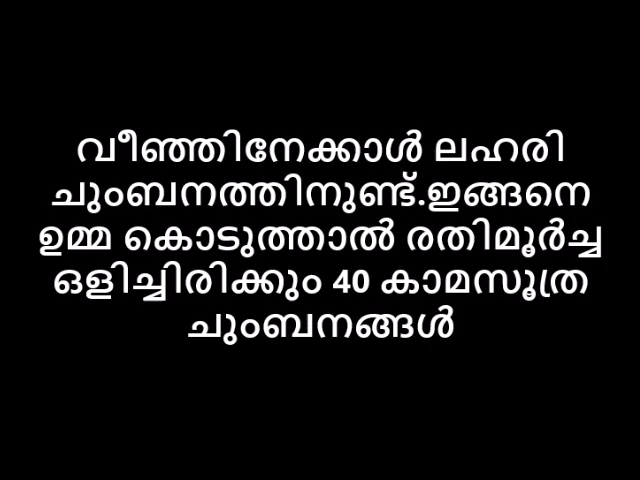 വീഞ്ഞിനേക്കാൾ ലഹരി
ചുംബനത്തിനുണ്ട്.ഇങ്ങനെ
ഉമ്മ കൊടുത്താൽ രതിമൂർച്ച
ഒളിച്ചിരിക്കും 40 കാമസൂത്ര
ചുംബനങ്ങൾ